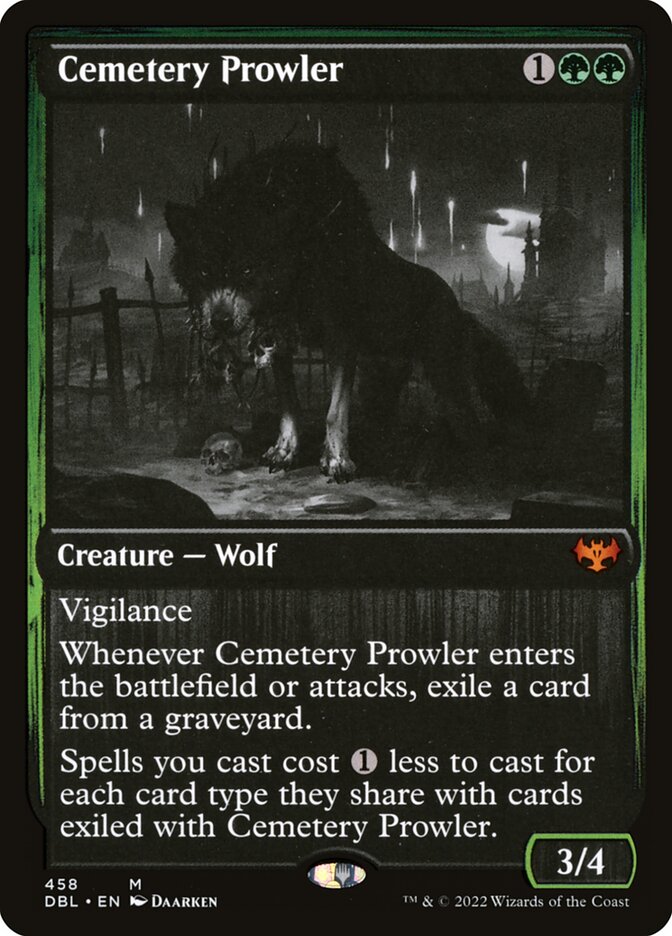 Cemetery Prowler 1
Creature — Wolf
Vigilance
Whenever Cemetery Prowler enters
the battlefield or attacks, exile a card
from a graveyard.
Spells you cast cost 1 less to cast for
each card type they share with cards
exiled with Cemetery Prowler.
3/4
458 M
DBL • EN Daarken
™ & © 2022 Wizards of the Coast